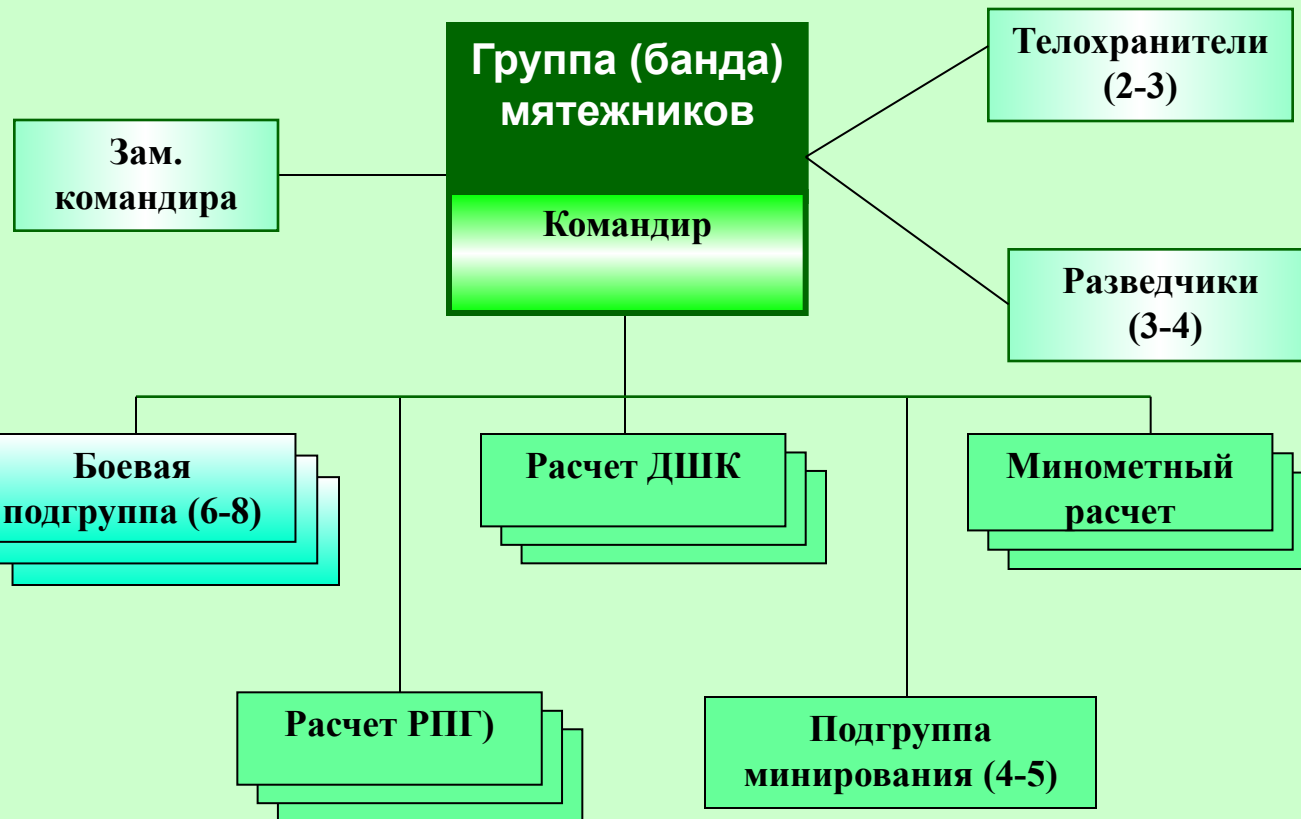 Группа (банда)
мятежников
Командир
Зам.
командира
Телохранители
(2-3)
Разведчики
(3-4)
Боевая
подгруппа (6-8)
Расчет ДШК
Минометный
расчет
Расчет РПГ)
Подгруппа
минирования (4-5)